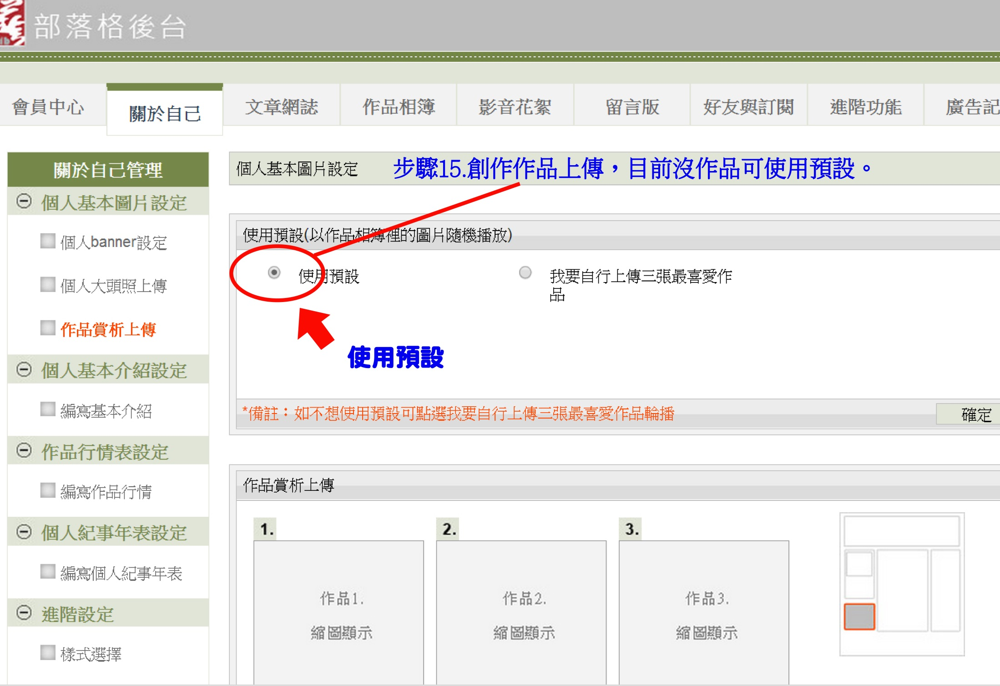 部落格後台
會員中心
關於自己
文章網誌
作品相簿
影音花絮
留言版
好友與訂閱
進階功能
廣告記
關於自己管理
個人基本圖片設定
個人banner設定
個人大頭照上傳
作品賞析上傳
個人基本介紹設定
編寫基本介紹
作品行情表設定
編寫作品行情
個人紀事年表設定
編寫個人紀事年表
進階設定
樣式選擇
個人基本圖片設定
步驟15.創作作品上傳，目前沒作品可使用預設。
使用預設(以作品相簿裡的圖片隨機播放)
使用預設
我要自行上傳三張最喜愛作
品
使用預設
*備註：如不想使用預設可點選我要自行上傳三張最喜愛作品輪播
確定
作品賞析上傳
1.
2.
3.
作品1.
縮圖顯示
作品2.
縮圖顯示
作品3.
縮圖顯示